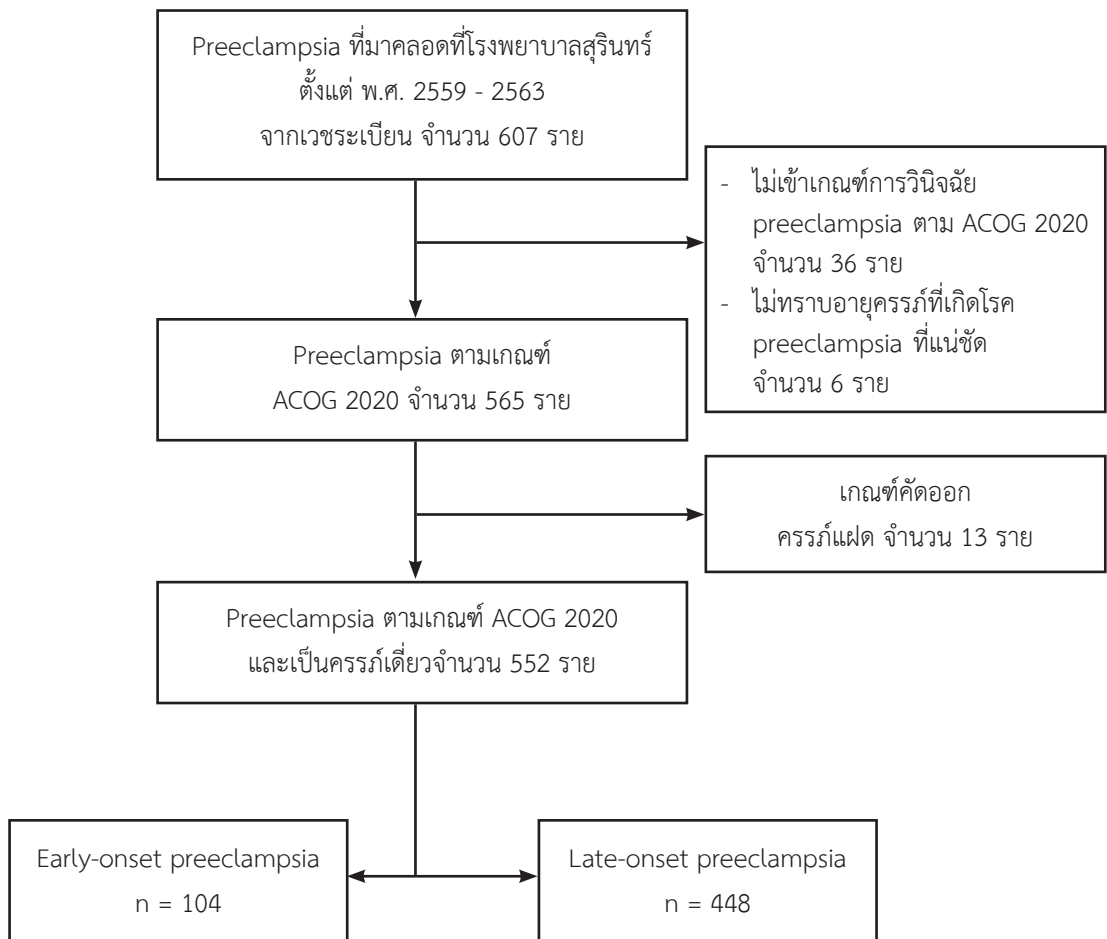 Preeclampsia ที่มาคลอดที่โรงพยาบาลสุรินทร์
ตั้งแต่ พ.ศ. 2559 - 2563
จากเวชระเบียน จำนวน 607 ราย
- ไม่เข้าเกณฑ์การวินิจฉัย
preeclampsia ตาม ACOG 2020
จำนวน 36 ราย
- ไม่ทราบอายุครรภ์ที่เกิดโรค
preeclampsia ที่แน่ชัด
จำนวน 6 ราย
Preeclampsia ตามเกณฑ์
ACOG 2020 จำนวน 565 ราย
เกณฑ์คัดออก
ครรภ์แฝด จำนวน 13 ราย
Preeclampsia ตามเกณฑ์ ACOG 2020
และเป็นครรภ์เดี่ยวจำนวน 552 ราย
Early-onset preeclampsia
n = 104
Late-onset preeclampsia
n = 448